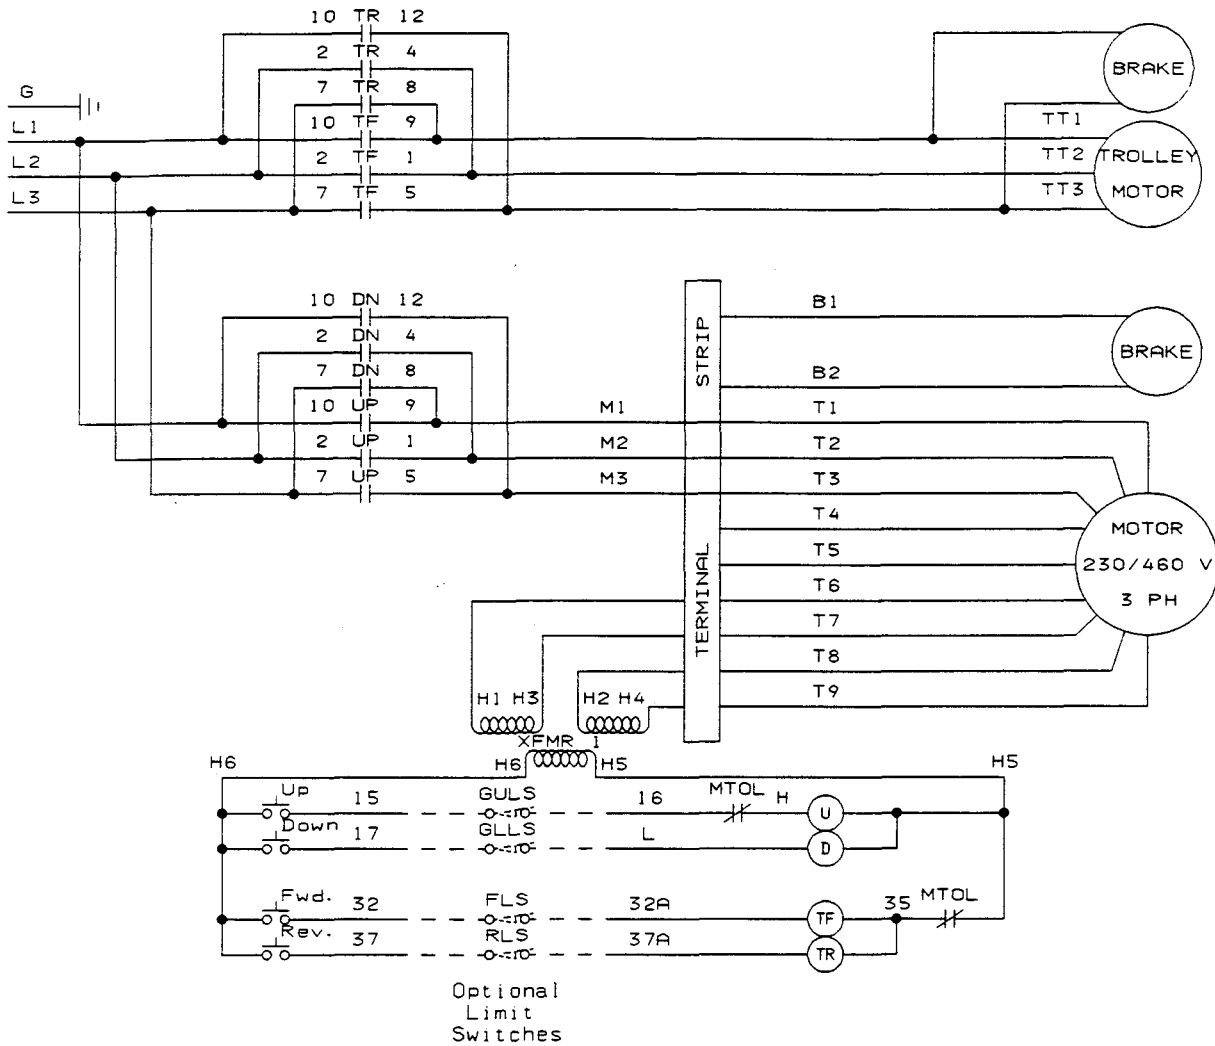 10 TR 12
2 TR 4
BRAKE
7 TR 8
G
TT1
L1
10 TF 9
L2
2 TF 1
TT2
TROLLEY
MOTOR
L3
7 TF 5
TT3
10 DN 12
B1
2 DN 4
STRIP
BRAKE
7 DN 8
B2
10 UP 9
M1
T1
2 UP 1
M2
T2
7 UP 5
M3
T3
T4
MOTOR
230/460 V
3 PH
T5
TERMINAL
T6
T7
T8
H1 H3
H2 H4
T9
XFMR 1
H6
H6
H5
H5
Up
15
GULS
16
MTOL
H
U
Down
17
GLLS
L
D
Fwd.
32
FLS
32A
TF
35
MTOL
Rev.
37
RLS
37A
TR
Optional
Limit
Switches